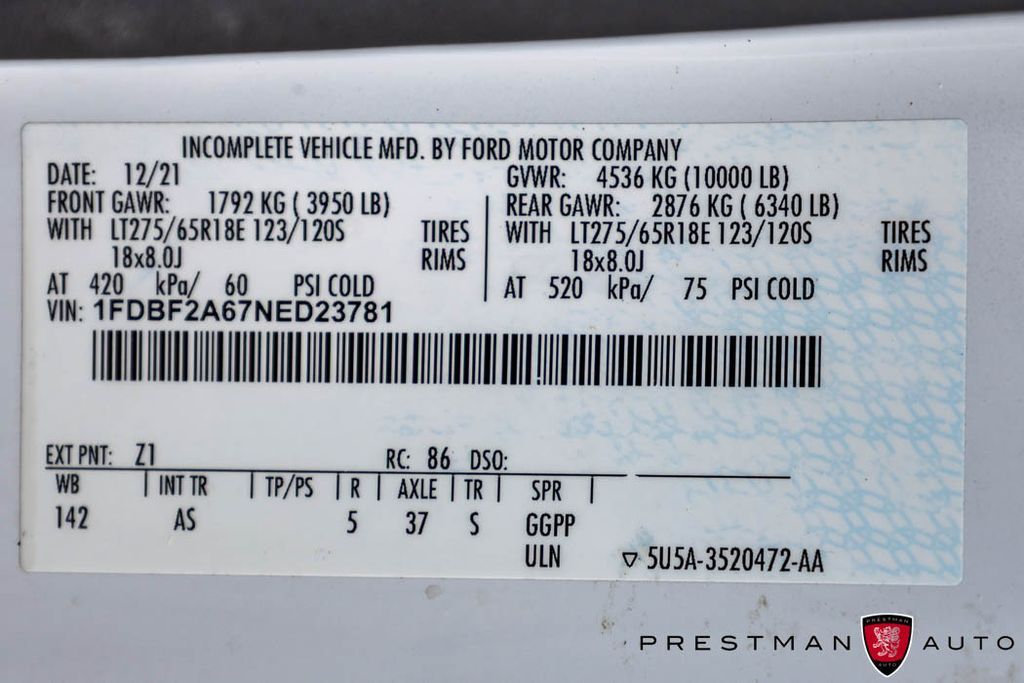 INCOMPLETE VEHICLE MFD. BY FORD MOTOR COMPANY
DATE: 12/21 GVWR: 4536 KG (10000 LB)
FRONT GAWR: 1792 KG ( 3950 LB) REAR GAWR: 2876 KG ( 6340 LB)
WITH LT275/65R18E 123/120S TIRES WITH LT275/65R18E 123/120S TIRES
18x8.0J RIMS 18x8.0J RIMS
AT 420 kPa/ 60 PSI COLD AT 520 kPa/ 75 PSI COLD
VIN: 1FDBF2A67NED23781
EXT PNT: Z1 RC: 86 DSO:
WB | INT TR | TP/PS | R | AXLE | TR | SPR |
142 AS 5 37 S GGPP
ULN ▽ 5U5A-3520472-AA
PRESTMAN PRESTMAN AUTO AUTO